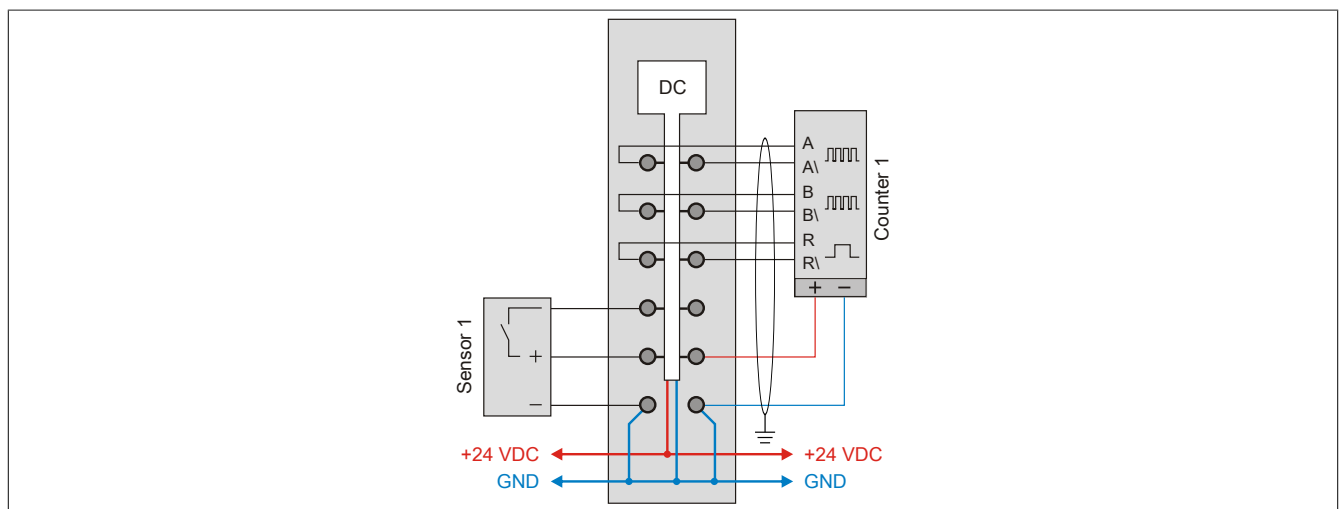 DC
A
A\
B
B\
R
R\
+ −
Counter 1
Sensor 1
+
−
+24 VDC +24 VDC
GND GND